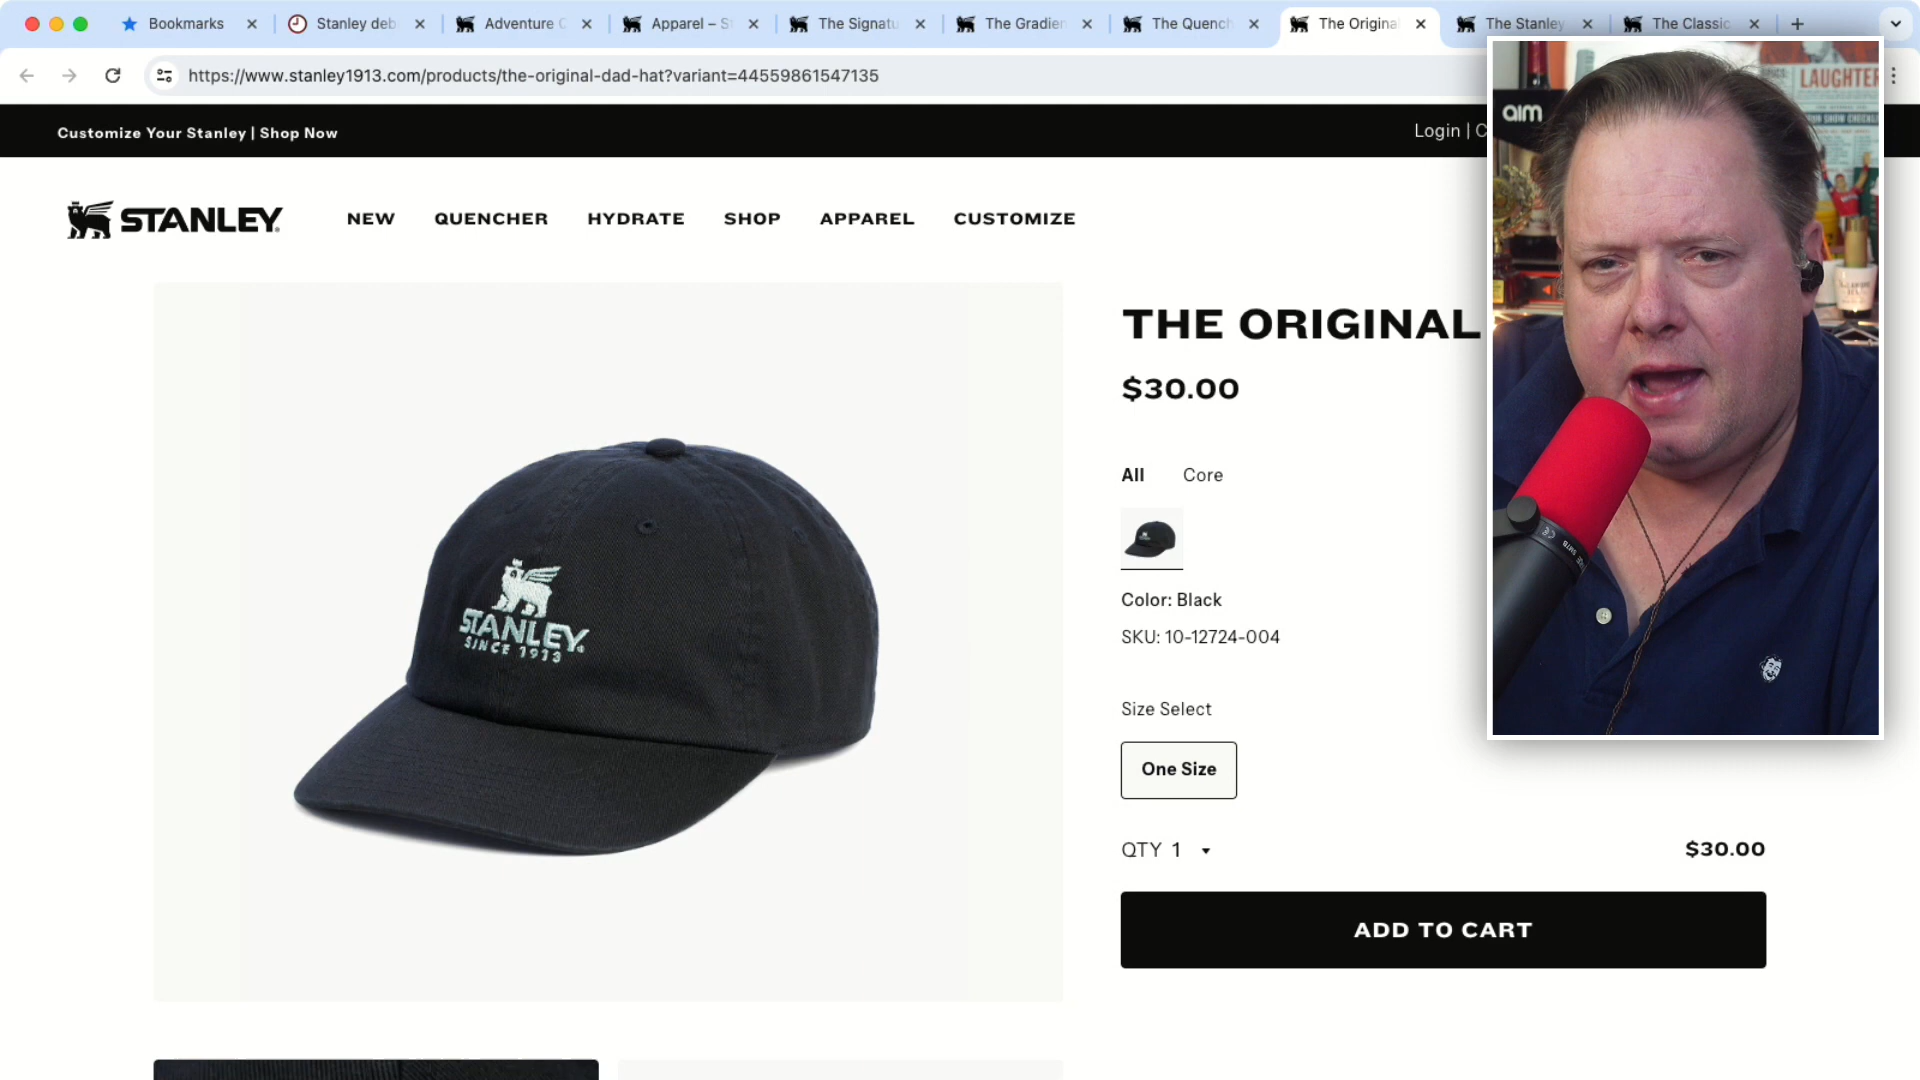 Bookmarks
Stanley deb
Adventure
Apparel – S
The Signatu
The Gradien
The Quench
The Original
The Stanley
The Classic
https://www.stanley1913.com/products/the-original-dad-hat?variant=44559861547135
Customize Your Stanley | Shop Now
Login | C
STANLEY
NEW
QUENCHER
HYDRATE
SHOP
APPAREL
CUSTOMIZE
THE ORIGINAL
$30.00
All
Core
Color: Black
SKU: 10-12724-004
Size Select
One Size
QTY 1
$30.00
ADD TO CART
STANLEY
SINCE 1913
aim
LAUGHTER
SM7B